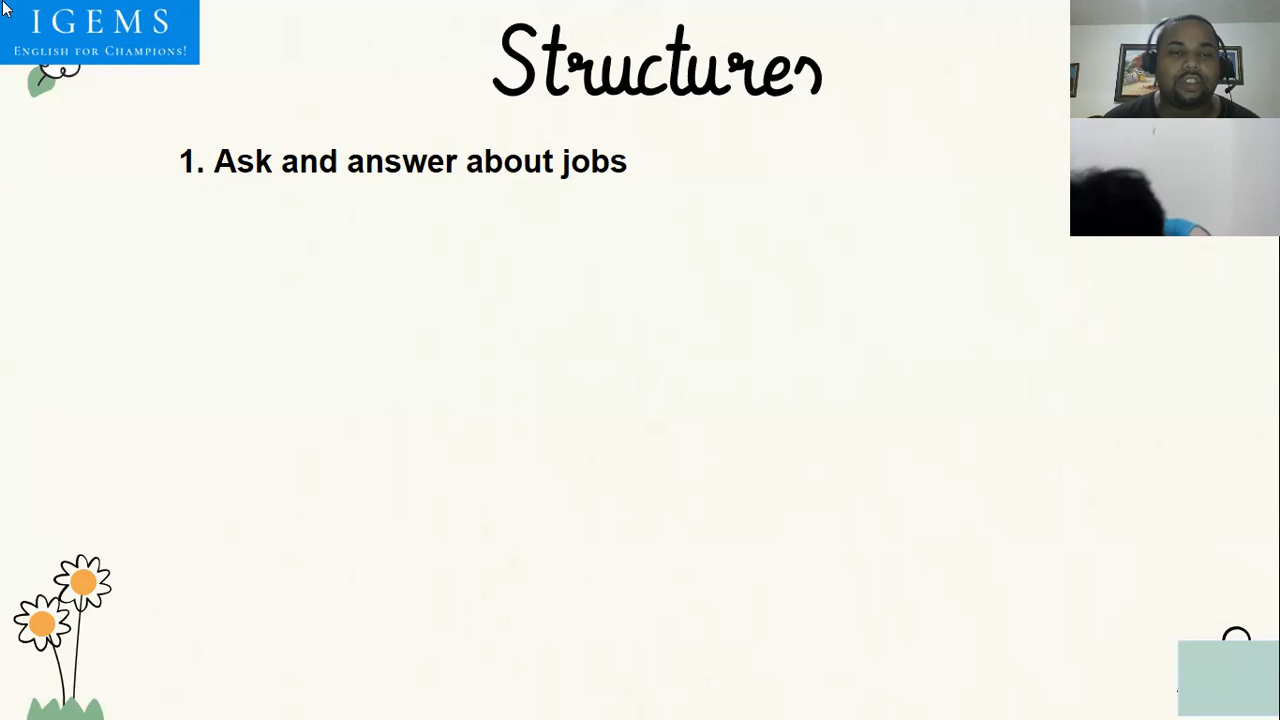 IGEMS
ENGLISH FOR CHAMPIONS!
Structures
1. Ask and answer about jobs